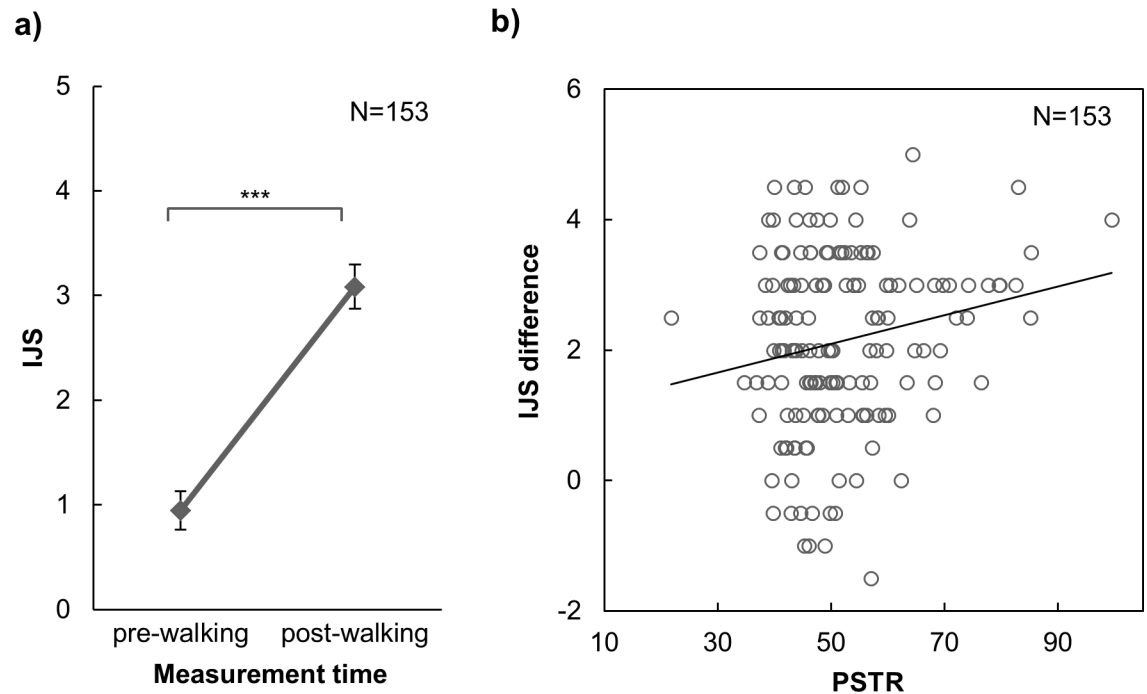 a)
5
4
3
2
1
0
IJS
N=153
***
pre-walking post-walking
Measurement time
b)
6
4
2
0
-2
IJS difference
N=153
10 30 50 70 90
PSTR